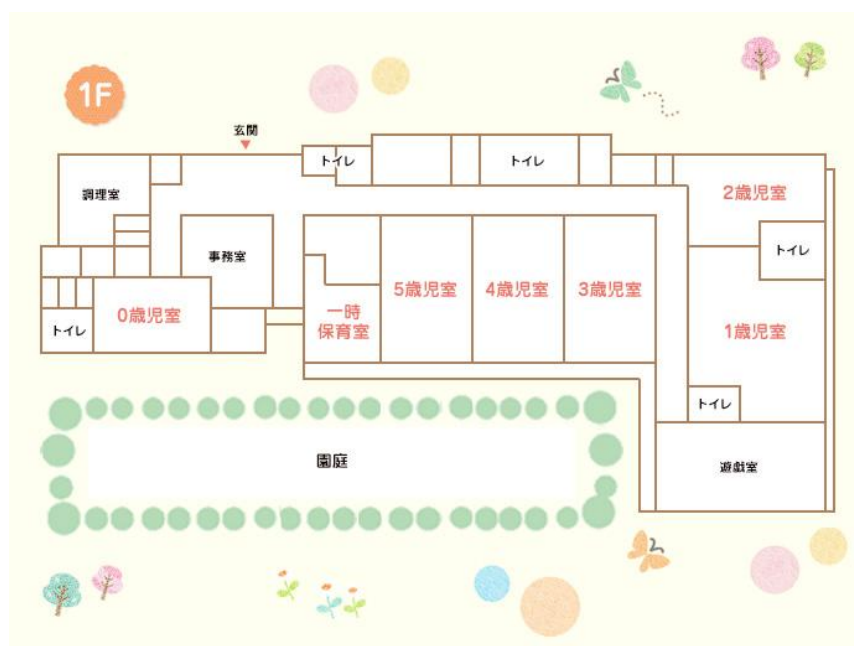 1F
玄関
トイレ
トイレ
調理室
2歳児室
事務室
トイレ
5歳児室
4歳児室
3歳児室
0歳児室
一時
保育室
トイレ
1歳児室
トイレ
園庭
遊戯室